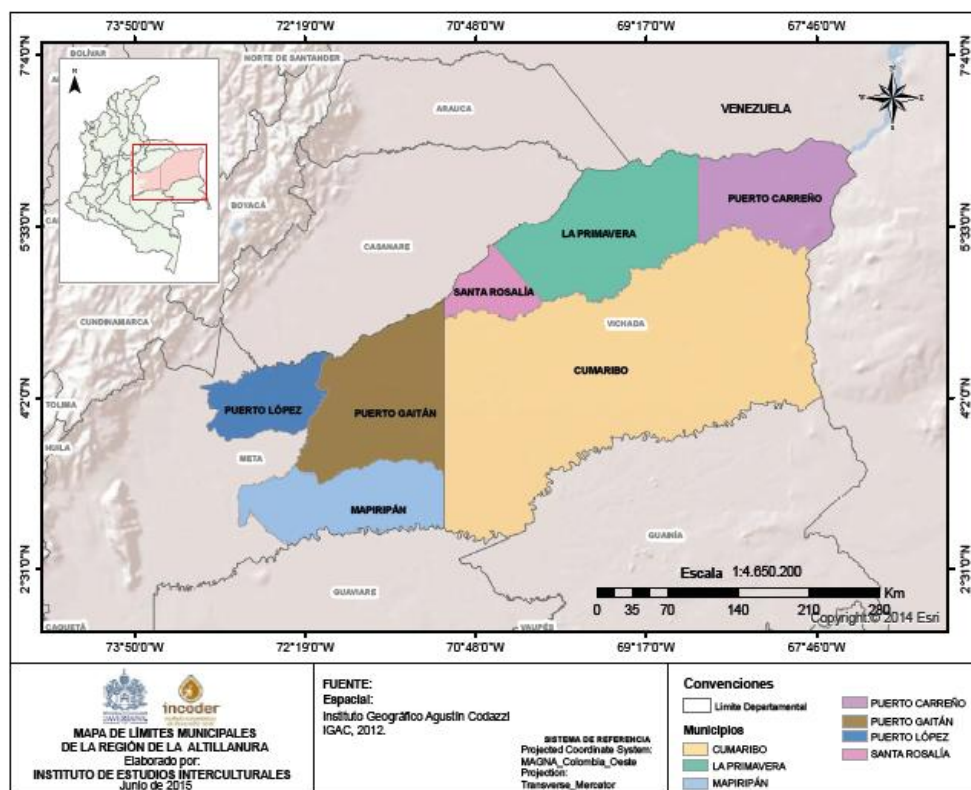 73°50'0"W
72°19'0"W
70°48'0"W
69°17'0"W
67°46'0"W
7°4'0"N
7°4'0"N
BOLÍVAR
NORTE DE SANTANDER
N
ARAUCA
VENEZUELA
BOYACÁ
PUERTO CARREÑO
5°33'0"N
5°33'0"N
LA PRIMAVERA
CASANARE
SANTA ROSALÍA
CUNDINAMARCA
VICHADA
CUMARIBO
4°2'0"N
4°2'0"N
TOLIMA
PUERTO LÓPEZ
PUERTO GAITÁN
HUILA
META
MAPIRIPÁN
GUAINÍA
2°31'0"N
2°31'0"N
Escala 1:4.650.200
GUAVIARE
Km
0 35 70 140 210 280
Copyright:© 2014 Esri
CAQUETÁ
VAUPÉS
73°50'0"W
72°19'0"W
70°48'0"W
69°17'0"W
67°46'0"W
incoder
MAPA DE LÍMITES MUNICIPALES
DE LA REGIÓN DE LA ALTILLANURA
Elaborado por:
INSTITUTO DE ESTUDIOS INTERCULTURALES
Junio de 2015
FUENTE:
Espacial:
Instituto Geográfico Agustín Codazzi
IGAC, 2012.
SISTEMA DE REFERENCIA
Projected Coordinate System:
MAGNA_Colombia_Oeste
Projection:
Transverse_Mercator
Convenciones
Límite Departamental
Municipios
CUMARIBO
LA PRIMAVERA
MAPIRIPÁN
PUERTO CARREÑO
PUERTO GAITÁN
PUERTO LÓPEZ
SANTA ROSALÍA